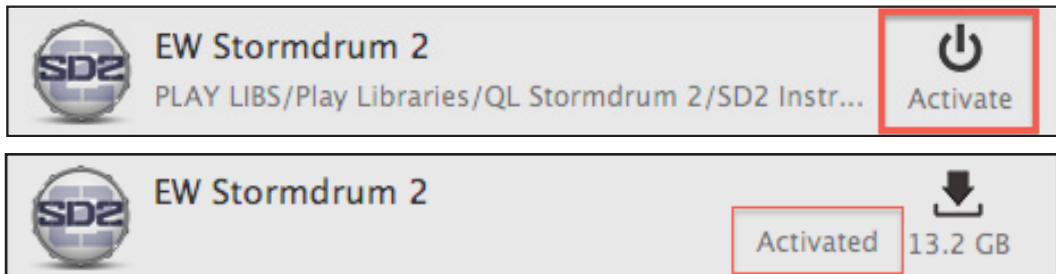 SD2
EW Stormdrum 2
PLAY LIBS/Play Libraries/QL Stormdrum 2/SD2 Instr...
Activate
SD2
EW Stormdrum 2
Activated
13.2 GB